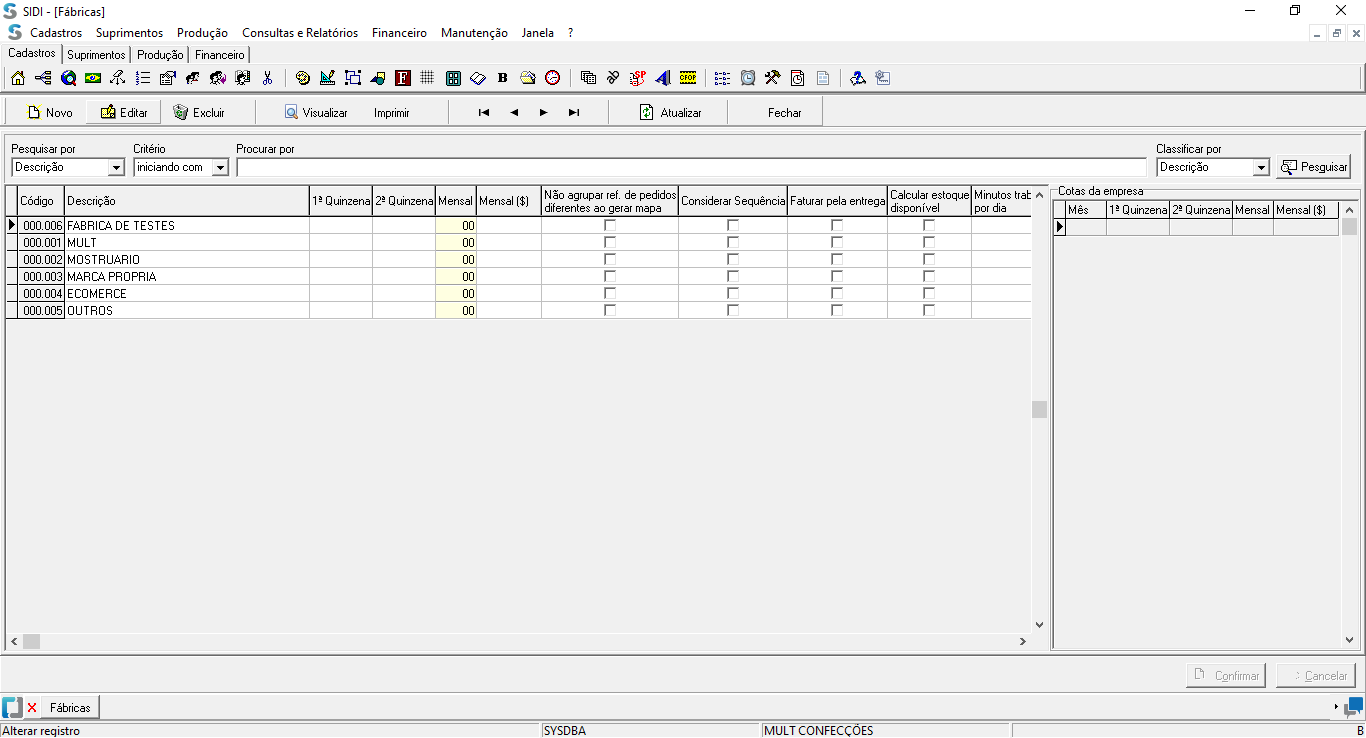 SIDI - [Fábricas]
Cadastros Suprimentos Produção Consultas e Relatórios Financeiro Manutenção Janela ?
Cadastros Suprimentos Produção Financeiro
F B SP CFOP
Novo Editar Excluir Visualizar Imprimir Atualizar Fechar
Pesquisar por Critério Procurar por Classificar por
Descrição iniciando com Descrição Pesquisar
Cotas da empresa
Código Descrição 1ª Quinzena 2ª Quinzena Mensal Mensal ($) Não agrupar ref. de pedidos diferentes ao gerar mapa Considerar Sequência Faturar pela entrega Calcular estoque disponível Minutos trab por dia
Mês 1ª Quinzena 2ª Quinzena Mensal Mensal ($)
000.006 FABRICA DE TESTES 00
000.001 MULT 00
000.002 MOSTRUARIO 00
000.003 MARCA PROPRIA 00
000.004 ECOMERCE 00
000.005 OUTROS 00
Confirmar Cancelar
Fábricas
Alterar registro SYSDBA MULT CONFECÇÕES B